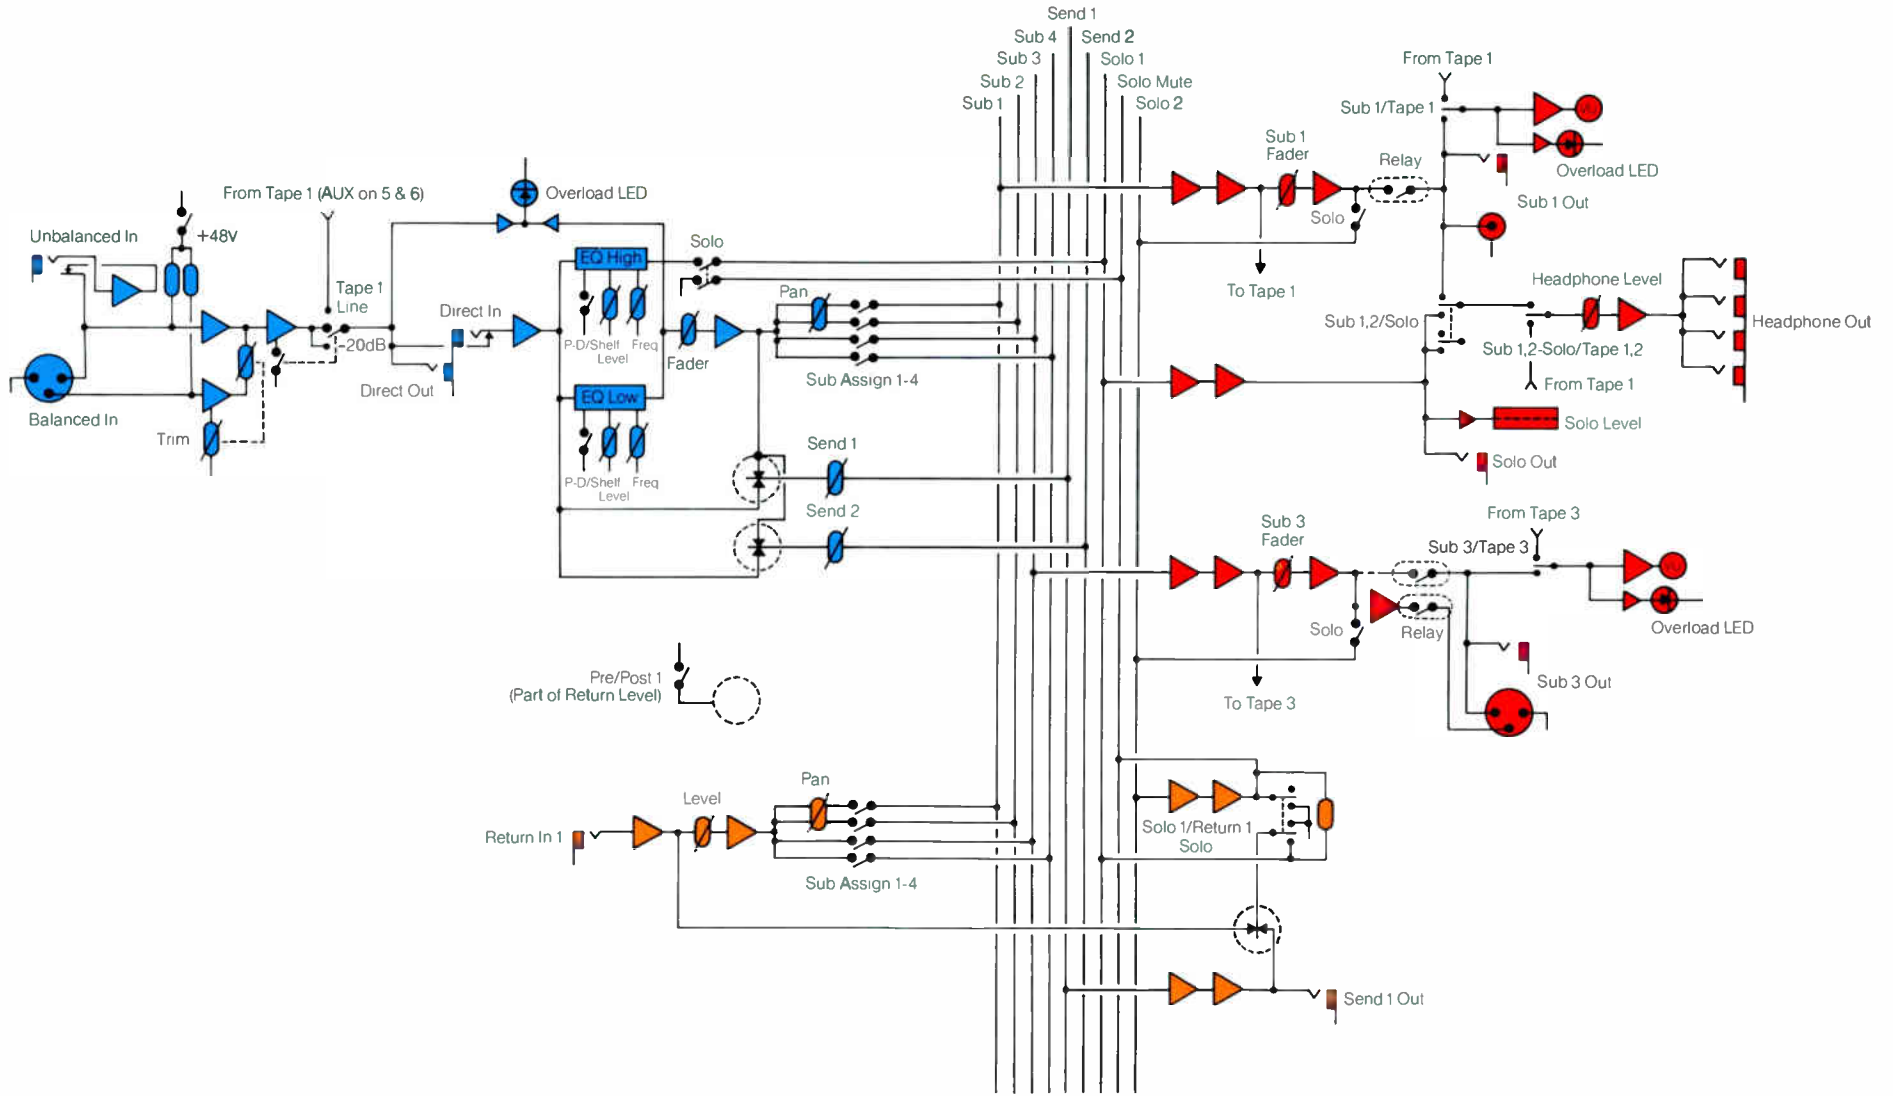 Send 1
Sub 4
Send 2
Sub 3
Solo 1
Sub 2
Solo Mute
Sub 1
Solo 2
From Tape 1
Sub 1/Tape 1
VU
Overload LED
Sub 1
Fader
Relay
Solo
Sub 1 Out
To Tape 1
Unbalanced In
+48V
From Tape 1 (AUX on 5 & 6)
Overload LED
Tape 1
Line
-20dB
Direct In
Direct Out
Balanced In
Trim
EQ High
P-D/Shelf
Level
Freq
EQ Low
P-D/Shelf
Level
Freq
Solo
Pan
Fader
Sub Assign 1-4
Send 1
Send 2
Headphone Level
Sub 1,2/Solo
Headphone Out
Sub 1,2-Solo/Tape 1,2
From Tape 1
Solo Level
Solo Out
From Tape 3
Sub 3
Fader
Sub 3/Tape 3
VU
Overload LED
Solo
Relay
Sub 3 Out
To Tape 3
Pre/Post 1
(Part of Return Level)
Pan
Level
Return In 1
Sub Assign 1-4
Solo 1/Return 1
Solo
Send 1 Out